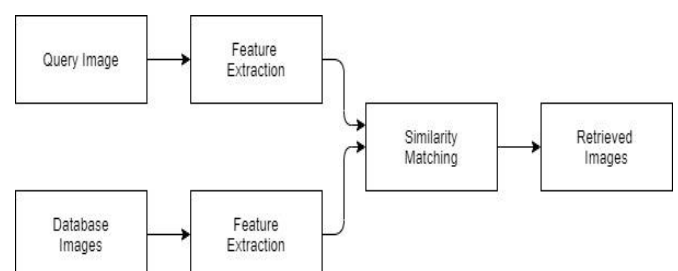 Query Image
Feature
Extraction
Similarity
Matching
Retrieved
Images
Database
Images
Feature
Extraction